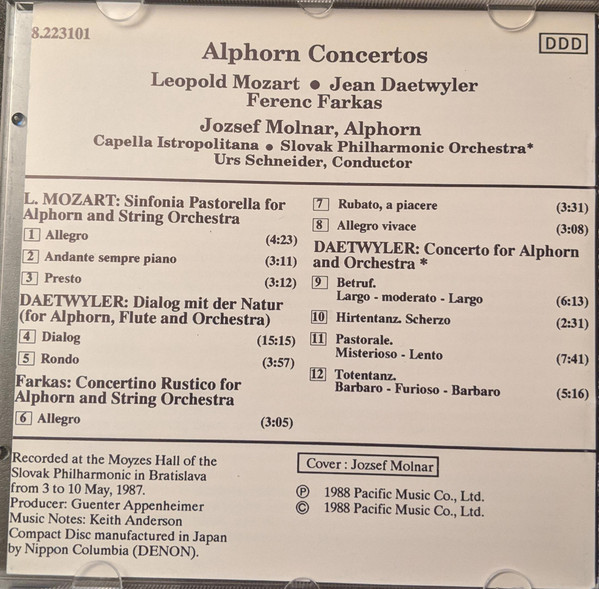 8.223101
DDD
Alphorn Concertos
Leopold Mozart ● Jean Daetwyler
Ferenc Farkas
Jozsef Molnar, Alphorn
Capella Istropolitana ● Slovak Philharmonic Orchestra*
Urs Schneider, Conductor
L. MOZART: Sinfonia Pastorella for
Alphorn and String Orchestra
1 Allegro (4:23)
2 Andante sempre piano (3:11)
3 Presto (3:12)
DAETWYLER: Dialog mit der Natur
(for Alphorn, Flute and Orchestra)
4 Dialog (15:15)
5 Rondo (3:57)
Farkas: Concertino Rustico for
Alphorn and String Orchestra
6 Allegro (3:05)
7 Rubato, a piacere (3:31)
8 Allegro vivace (3:08)
DAETWYLER: Concerto for Alphorn
and Orchestra *
9 Betruf.
Largo - moderato - Largo (6:13)
10 Hirtentanz. Scherzo (2:31)
11 Pastorale.
Misterioso - Lento (7:41)
12 Totentanz.
Barbaro - Furioso - Barbaro (5:16)
Recorded at the Moyzes Hall of the
Slovak Philharmonic in Bratislava
from 3 to 10 May, 1987.
Producer: Guenter Appenheimer
Music Notes: Keith Anderson
Compact Disc manufactured in Japan
by Nippon Columbia (DENON).
Cover : Jozsef Molnar
℗ 1988 Pacific Music Co., Ltd.
© 1988 Pacific Music Co., Ltd.